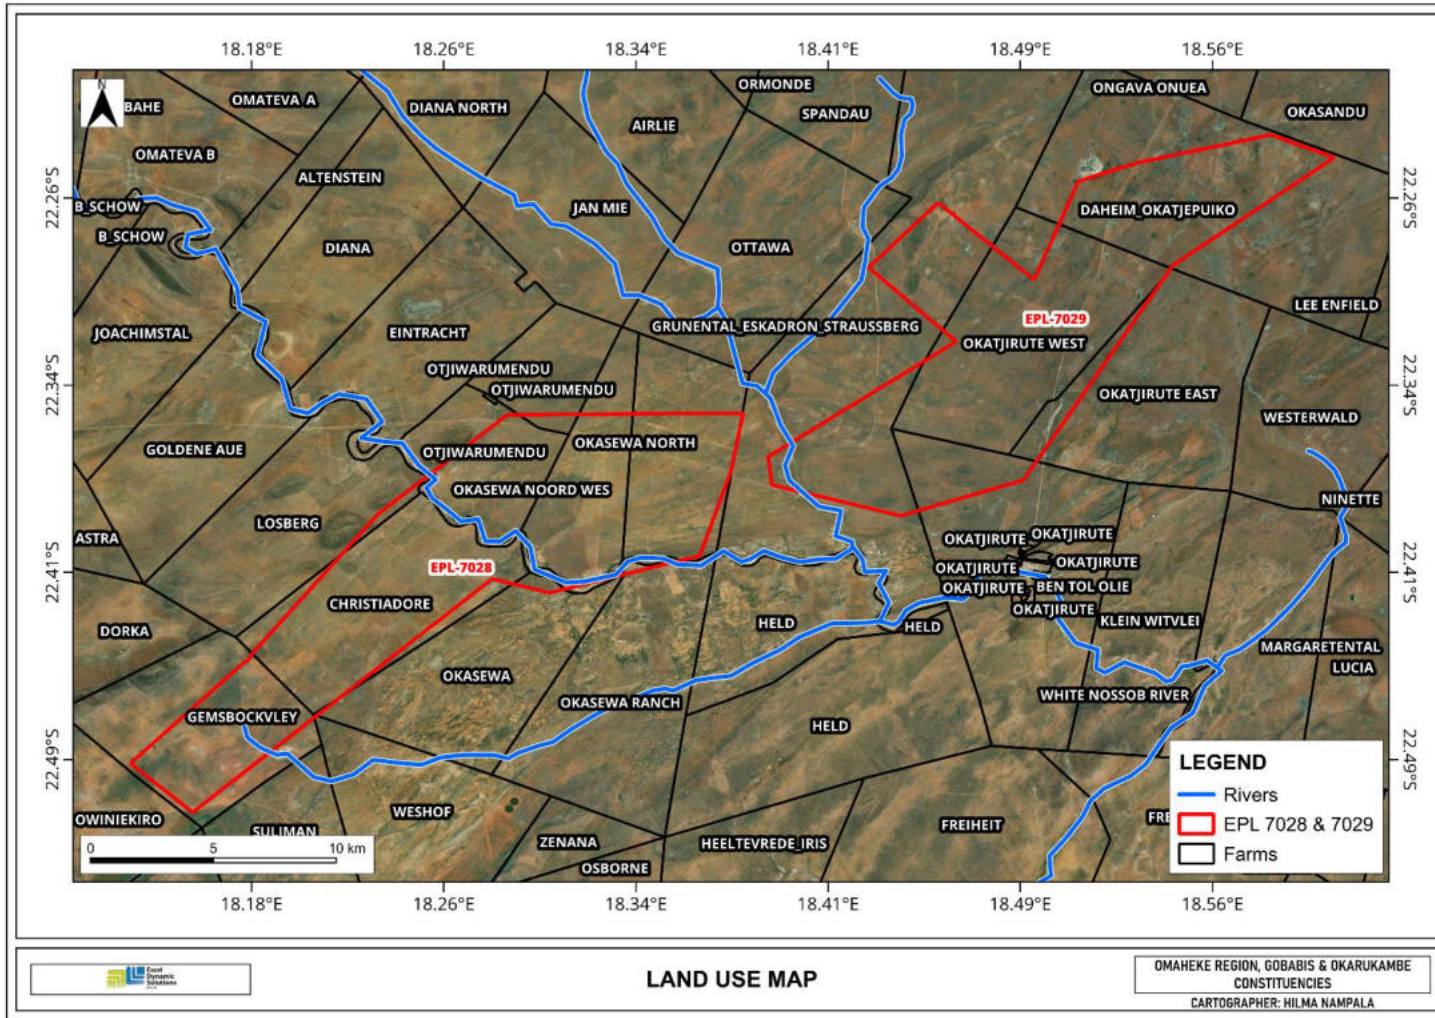 18.18°E 18.26°E 18.34°E 18.41°E 18.49°E 18.56°E
N
BAHE
OMATEVA A
DIANA NORTH
ORMONDE
SPANDAU
ONGAVA ONUEA
OKASANDU
AIRLIE
OMATEVA B
ALTENSTEIN
22.26°S
22.26°S
B_SCHOW
JAN MIE
DAHEIM_OKATJEPUIKO
B_SCHOW
DIANA
OTTAWA
LEE ENFIELD
EPL-7029
JOACHIMSTAL
EINTRACHT
GRUNENTAL_ESKADRON_STRAUSSBERG
OKATJIRUTE WEST
OTJIWARUMENDU
22.34°S
22.34°S
OTJIWARUMENDU
OKATJIRUTE EAST
WESTERWALD
GOLDENE AUE
OTJIWARUMENDU
OKASEWA NORTH
OKASEWA NOORD WES
NINETTE
LOSBERG
ASTRA
OKATJIRUTE
OKATJIRUTE
22.41°S
22.41°S
EPL-7028
OKATJIRUTE
OKATJIRUTE
OKATJIRUTE
BEN TOL OLIE
CHRISTIADORE
OKATJIRUTE
DORKA
HELD
HELD
KLEIN WITVLEI
MARGARETENTAL
LUCIA
OKASEWA
OKASEWA RANCH
WHITE NOSSOB RIVER
GEMSBOCKVLEY
HELD
22.49°S
22.49°S
OWINIEKIRO
SULIMAN
WESHOF
ZENANA
OSBORNE
HEELTEVREDE_IRIS
FREIHEIT
FRE
LEGEND
Rivers
EPL 7028 & 7029
Farms
0 5 10 km
18.18°E 18.26°E 18.34°E 18.41°E 18.49°E 18.56°E
Excel
Dynamic
Solutions
LAND USE MAP
OMAHEKE REGION, GOBABIS & OKARUKAMBE
CONSTITUENCIES
CARTOGRAPHER: HILMA NAMPALA